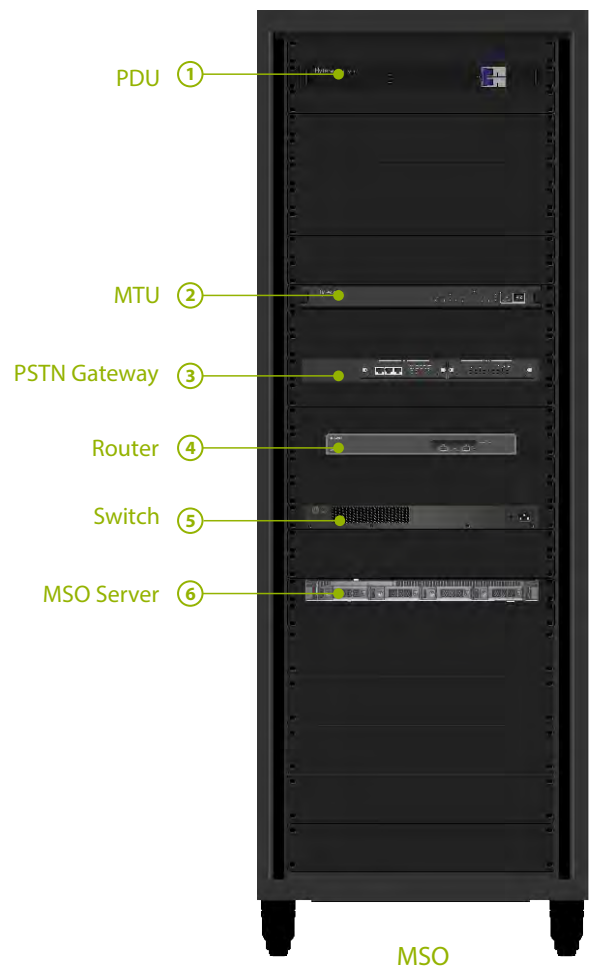 PDU 1
MTU 2
PSTN Gateway 3
Router 4
Switch 5
MSO Server 6
MSO